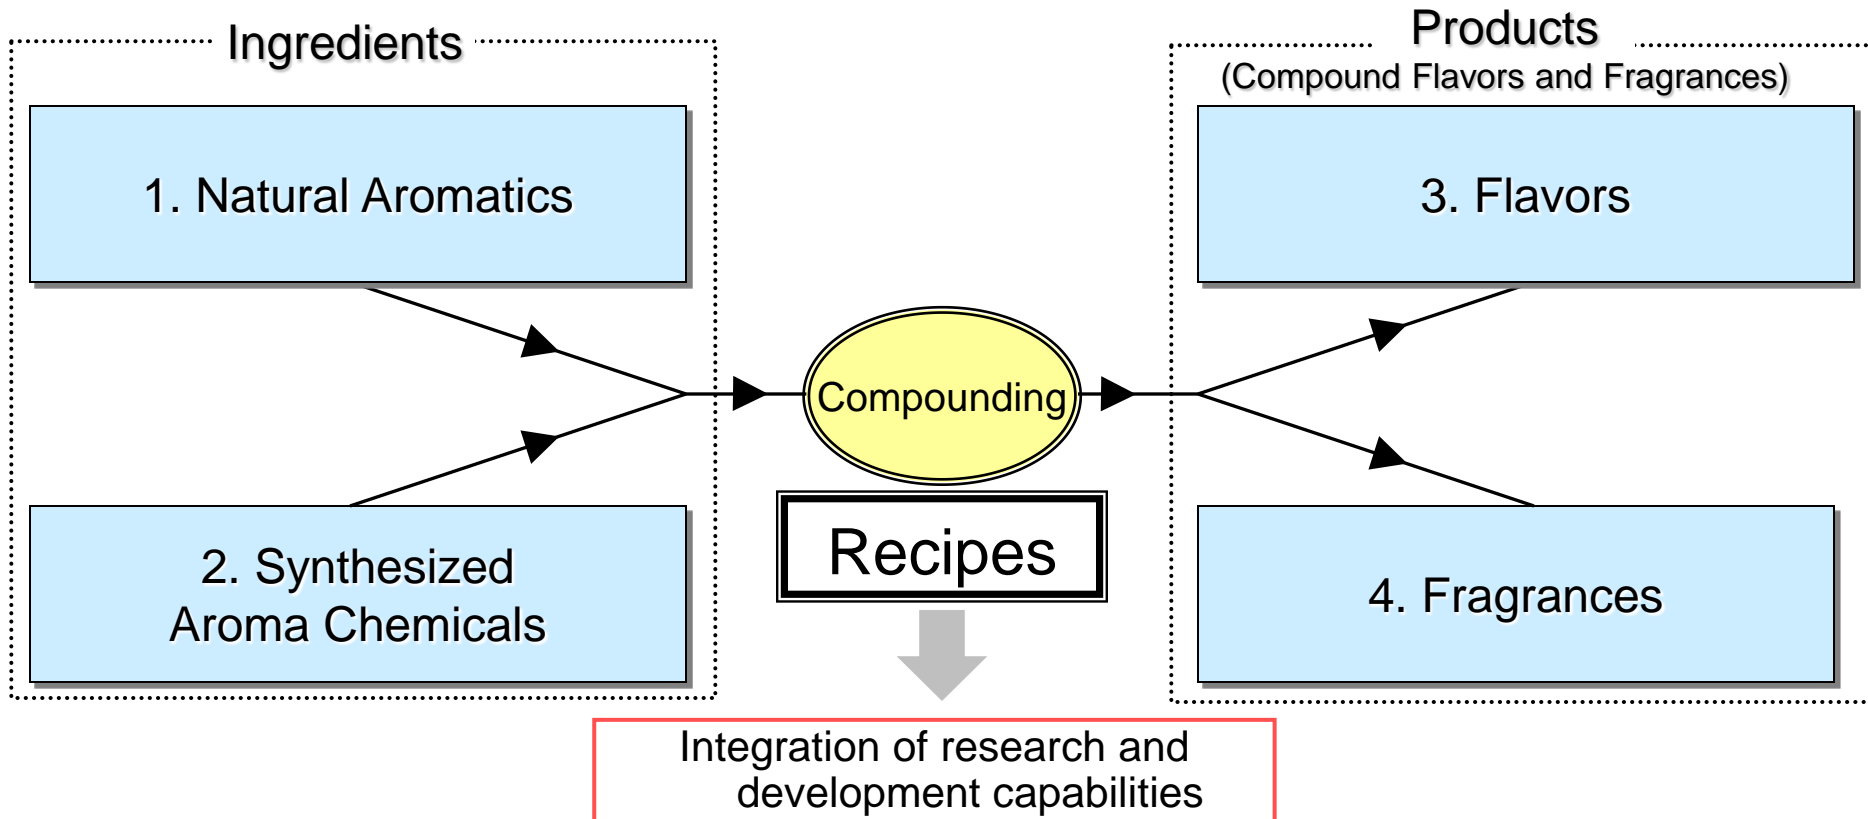 Ingredients
1. Natural Aromatics
2. Synthesized
Aroma Chemicals
Compounding
Recipes
Integration of research and
development capabilities
Products
(Compound Flavors and Fragrances)
3. Flavors
4. Fragrances